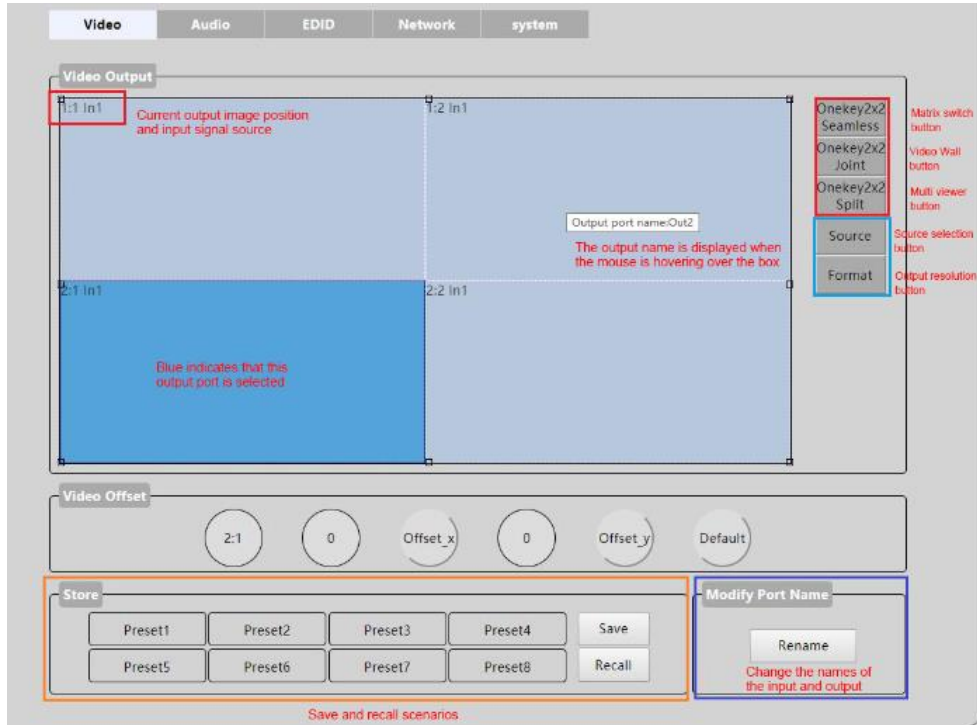 Video Audio EDID Network system
Video Output
1:1 In1
Current output image position
and input signal source
1:2 In1
Output port name:Out2
The output name is displayed when
the mouse is hovering over the box
2:1 In1
Blue indicates that this
output port is selected
2:2 In1
Onekey2x2
Seamless
Matrix switch
button
Onekey2x2
Joint
Video Wall
button
Onekey2x2
Split
Multi viewer
button
Source
Source selection
button
Format
Output resolution
button
Video Offset
2:1 0 Offset_x 0 Offset_y Default
Store
Preset1 Preset2 Preset3 Preset4 Save
Preset5 Preset6 Preset7 Preset8 Recall
Save and recall scenarios
Modify Port Name
Rename
Change the names of
the input and output